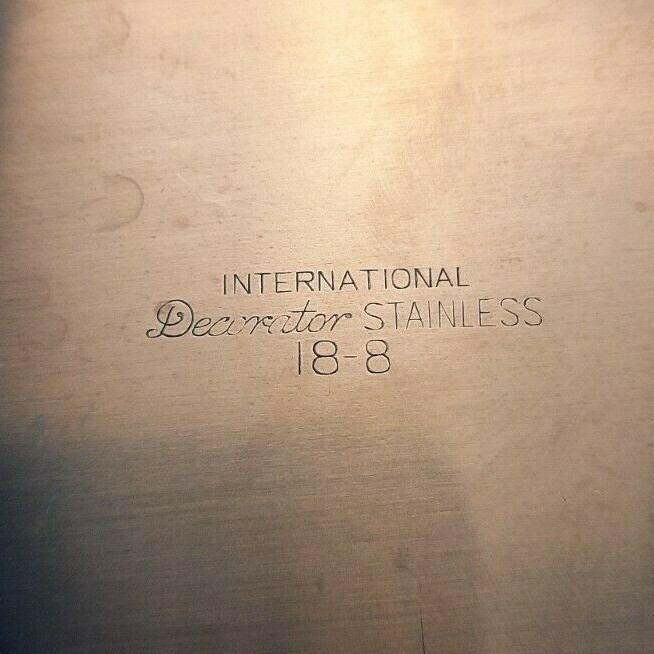 INTERNATIONAL
Decorator STAINLESS
18-8